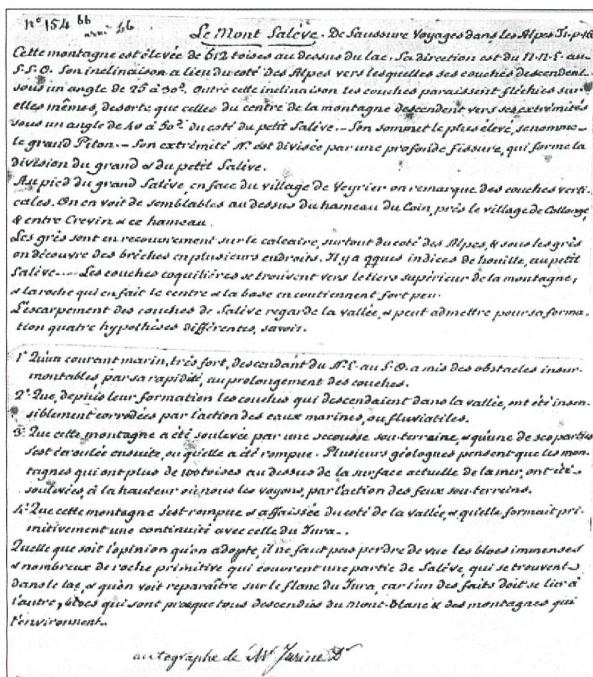 n° 154 bb
Le Mont Salève. De Saussure Voyages dans les Alpes T. 1. p. 16
Cette montagne est élevée de 512 toises au dessus du lac. Sa direction est du N-N-E au-
S-S-O. Son inclinaison a lieu du coté des Alpes vers lesquelles ses couches descendent-
sous un angle de 25 à 30°. Outre cette inclinaison les couches paraissent fléchies sur-
elles mêmes, desorte que celles du centre de la montagne descendent vers ses extrémités
sous un angle de 40 à 50° du coté du petit Salève. — Son sommet le plus élevé, se nomme-
le grand Piton. — Son extrémité N. est divisée par une profonde fissure, qui forme la
division du grand & du petit Salève.
Au pied du grand Salève, en face du village de Veyrier on remarque des couches verti-
cales. On en voit de semblables au dessus du hameau du Coin, près le village de Collonge
& entre Crevin & ce hameau.
Les grès sont en recouvrement sur le calcaire, surtout du coté des Alpes, & sous les grès
on découvre des brèches en plusieurs endroits. Il y a qques indices de houille, au petit
Salève. — Les couches coquilières se trouvent vers le tiers supérieur de la montagne,
& la roche qui en fait le centre & la base en contiennent fort peu.
L'escarpement des couches de Salève regarde la vallée, & peut admettre pour sa forma-
tion quatre hypothèses différentes, savoir.
1° Qu'un courant marin, très fort, descendant du N.E. au S.O. a mis des obstacles insur-
montables par sa rapidité, au prolongement des couches.
2° Que, depuis leur formation les couches qui descendaient dans la vallée, ont été insen-
siblement corrodées par l'action des eaux marines, ou fluviatiles.
3° Que cette montagne a été soulevée par une secousse sou-terraine, & qu'une de ses parties
s'est écroulée ensuite, ou qu'elle a été rompue. Plusieurs géologues pensent que les mon-
tagnes qui ont plus de 100 toises au dessus de la surface actuelle de la mer, ont été-
soulevées, à la hauteur où nous les voyons, par l'action des feux sou-terreins.
4° Que cette montagne s'est rompue & affaissée du coté de la vallée, & qu'elle formait pri-
mitivement une continuité avec celle du Jura. -
Quelle que soit l'opinion qu'on adopte, il ne faut pas perdre de vue les blocs immenses
& nombreux de roche primitive qui couvrent une partie de Salève, qui se trouvent-
dans le lac, & qu'on voit reparaître sur le flanc du Jura, car l'un des faits doit se lier à
l'autre, blocs qui sont presque tous descendus du Mont-blanc & des montagnes qui
l'environnent.
autographe de Mr Jurine Dr